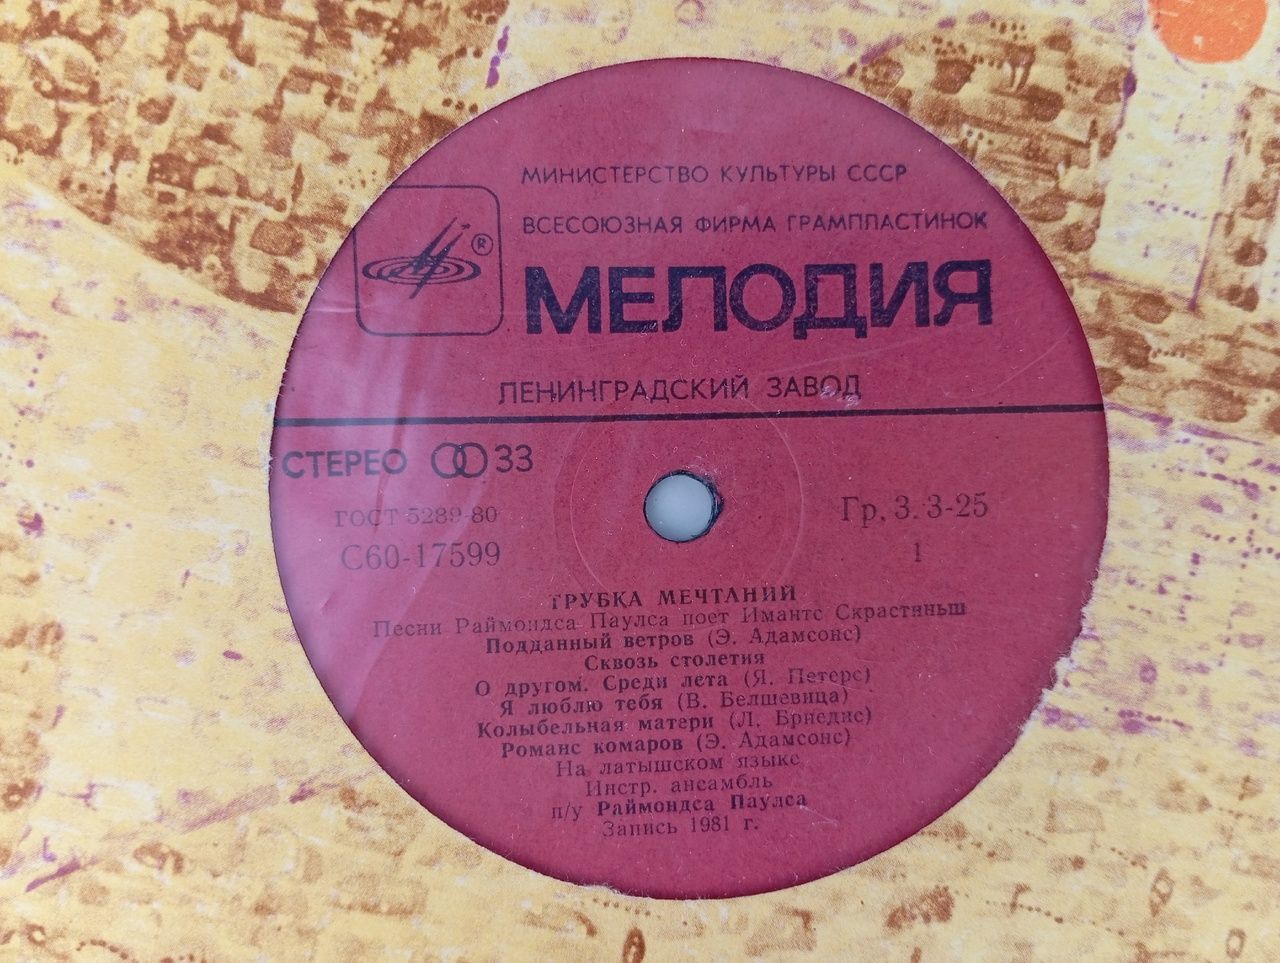 МИНИСТЕРСТВО КУЛЬТУРЫ СССР
ВСЕСОЮЗНАЯ ФИРМА ГРАМПЛАСТИНОК
®
МЕЛОДИЯ
ЛЕНИНГРАДСКИЙ ЗАВОД
СТЕРЕО 33
ГОСТ 5289-80
Гр. 3. 3-25
С60-17599
1
ТРУБКА МЕЧТАНИЙ
Песни Раймондса Паулса поет Имантс Скрастиньш
Подданный ветров (Э. Адамсонс)
Сквозь столетия
О другом. Среди лета (Я. Петерс)
Я люблю тебя (В. Белшевица)
Колыбельная матери (Л. Бриедис)
Романс комаров (Э. Адамсонс)
На латышском языке
Инстр. ансамбль
п/у Раймондса Паулса
Запись 1981 г.